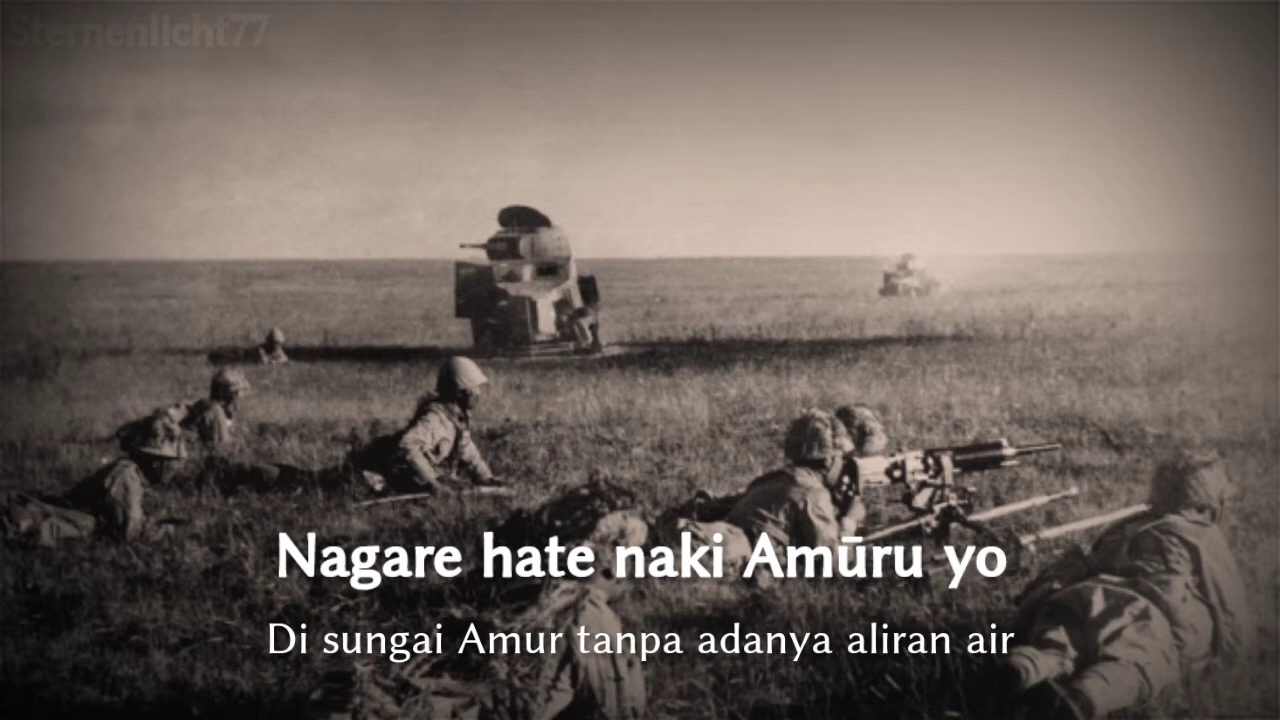 Sternenlicht77
Nagare hate naki Amūru yo
Di sungai Amur tanpa adanya aliran air